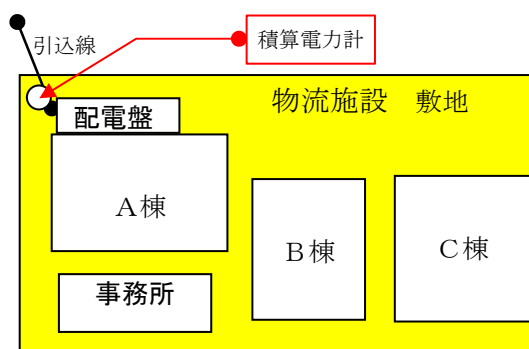 引込線
積算電力計
物流施設　敷地
配電盤
Ａ棟
Ｂ棟
Ｃ棟
事務所